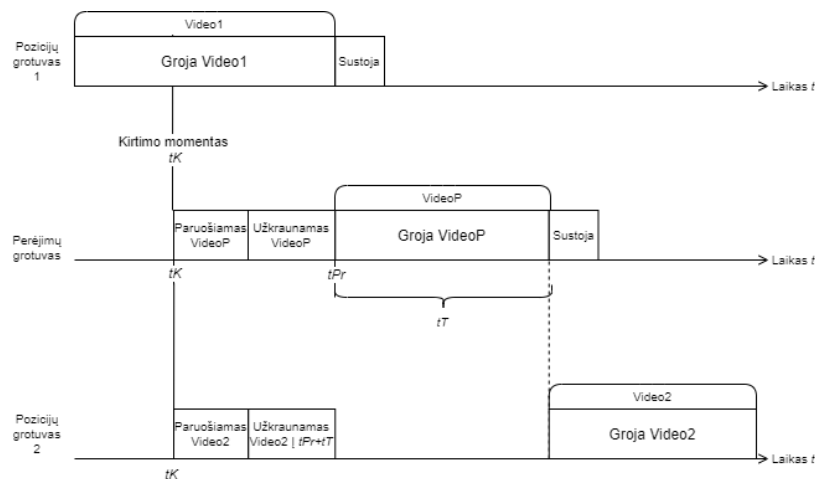 Video1
Pozicijų
grotuvas
1
Groja Video1
Sustoja
Laikas t
Kirtimo momentas
tK
VideoP
Perėjimų
grotuvas
Paruošiamas
VideoP
Užkraunamas
VideoP
Groja VideoP
Sustoja
Laikas t
tK
tPr
tT
Video2
Pozicijų
grotuvas
2
Paruošiamas
Video2
Užkraunamas
Video2 | tPr+tT
Groja Video2
Laikas t
tK